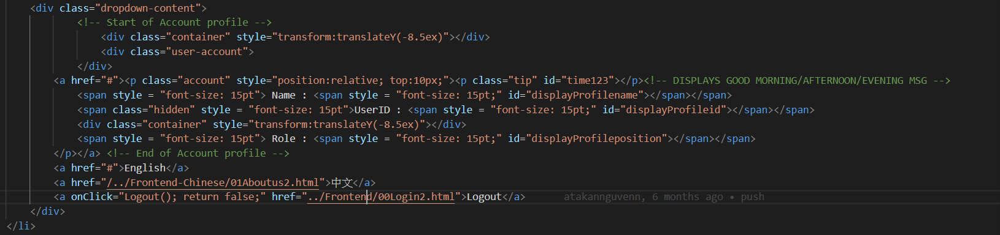 <div class="dropdown-content">
<!-- Start of Account profile -->
<div class="container" style="transform:translateY(-8.5ex)"></div>
<div class="user-account">
</div>
<a href="#"><p class="account" style="position:relative; top:10px;"><p class="tip" id="time123"></p><!-- DISPLAYS GOOD MORNING/AFTERNOON/EVENING MSG -->
<span style = "font-size: 15pt"> Name : <span style = "font-size: 15pt;" id="displayProfilename"></span></span>
<span class="hidden" style = "font-size: 15pt">UserID : <span style = "font-size: 15pt;" id="displayProfileid"></span></span>
<div class="container" style="transform:translateY(-8.5ex)"></div>
<span style = "font-size: 15pt"> Role : <span style = "font-size: 15pt;" id="displayProfileposition"></span></span>
</p></a> <!-- End of Account profile -->
<a href="#">English</a>
<a href="/../Frontend-Chinese/01Aboutus2.html">中文</a>
<a onClick="Logout(); return false;" href="../Frontend/00Login2.html">Logout</a> atakannguvenn, 6 months ago • push
</div>
</li>